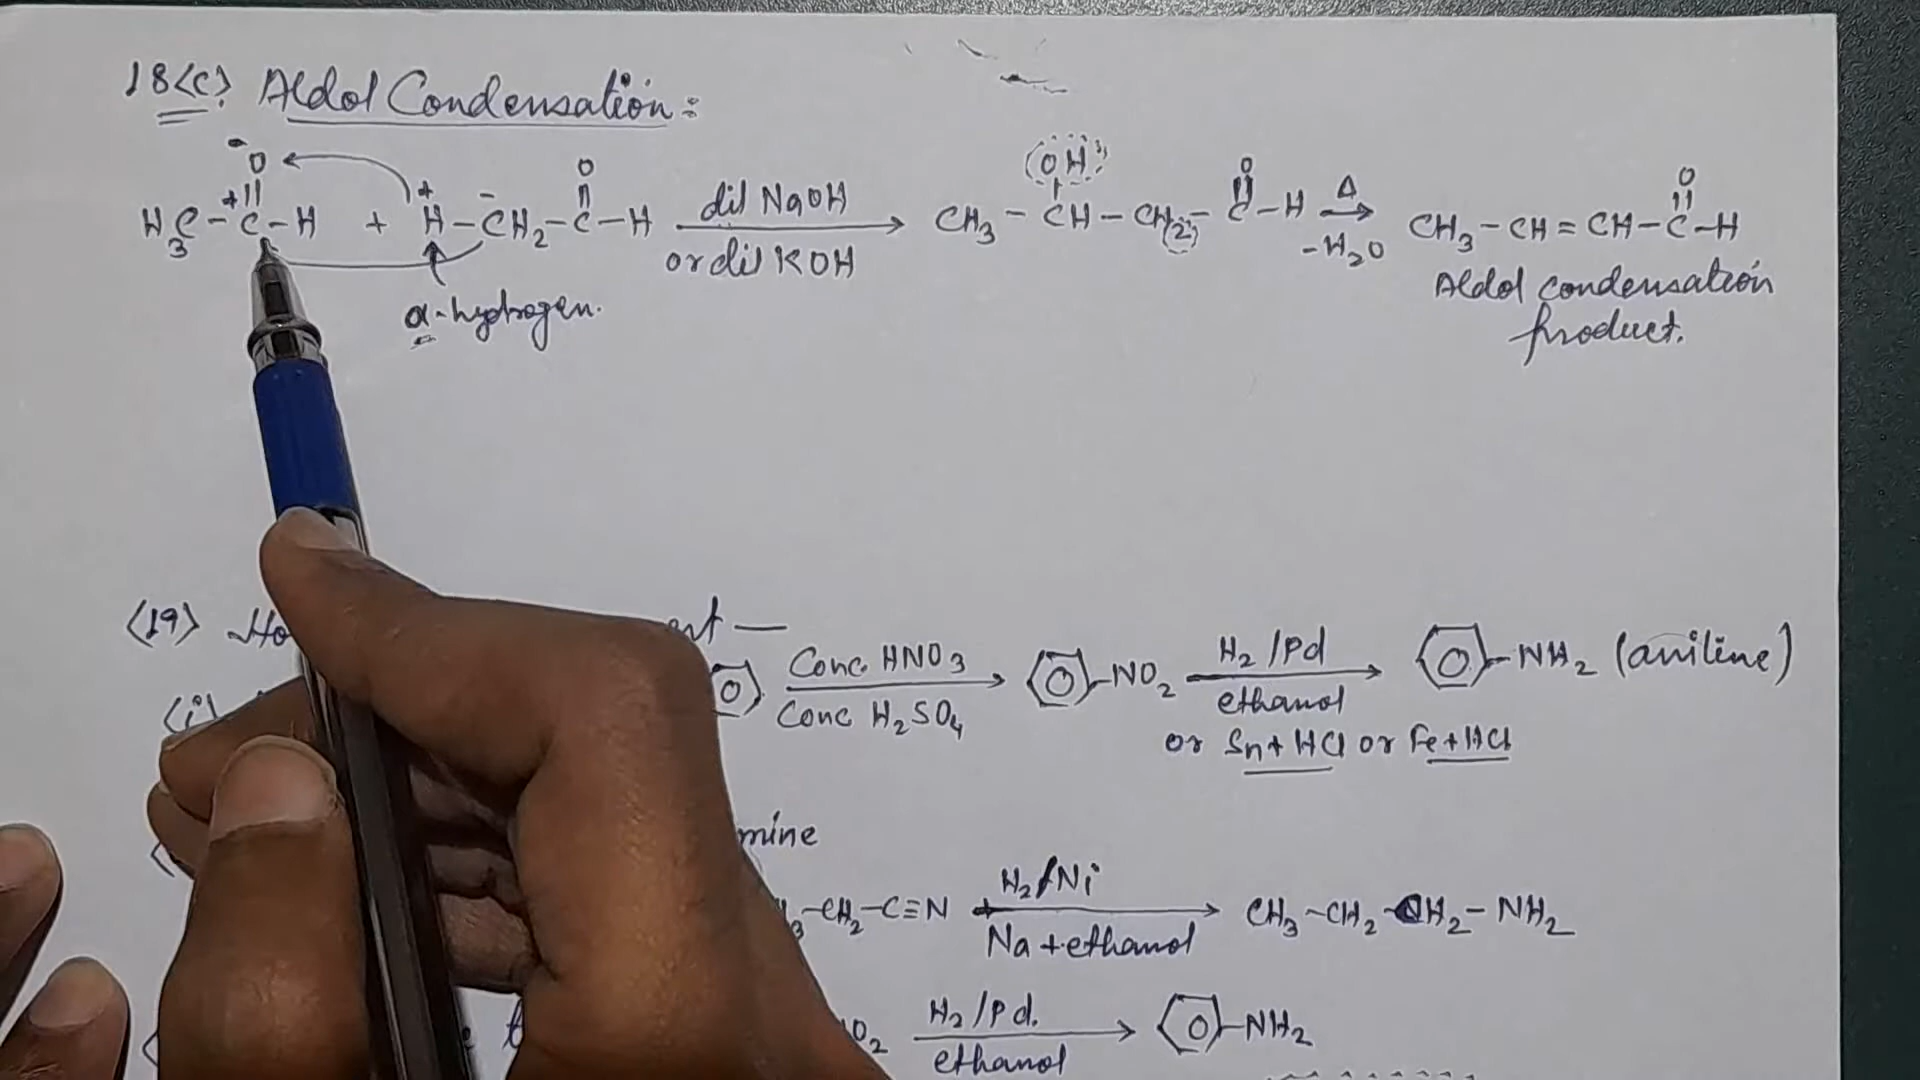 18(c). Aldol Condensation:
H3C-C(=O)-H + H-CH2-C(=O)-H dil NaOH or dil KOH → CH3-CH(OH)-CH2-C(=O)-H Δ → -H2O CH3-CH=CH-C(=O)-H
α-hydrogen.
Aldol condensation
product.
(19) Ho
(i) Conc. HNO3 Conc H2SO4 → -NO2 H2/Pd ethanol → -NH2 (aniline)
or Sn+HCl or Fe+HCl
mine
3-CH2-C≡N H2/Ni Na+ethanol → CH3-CH2-CH2-NH2
O2 H2/Pd. ethanol → -NH2